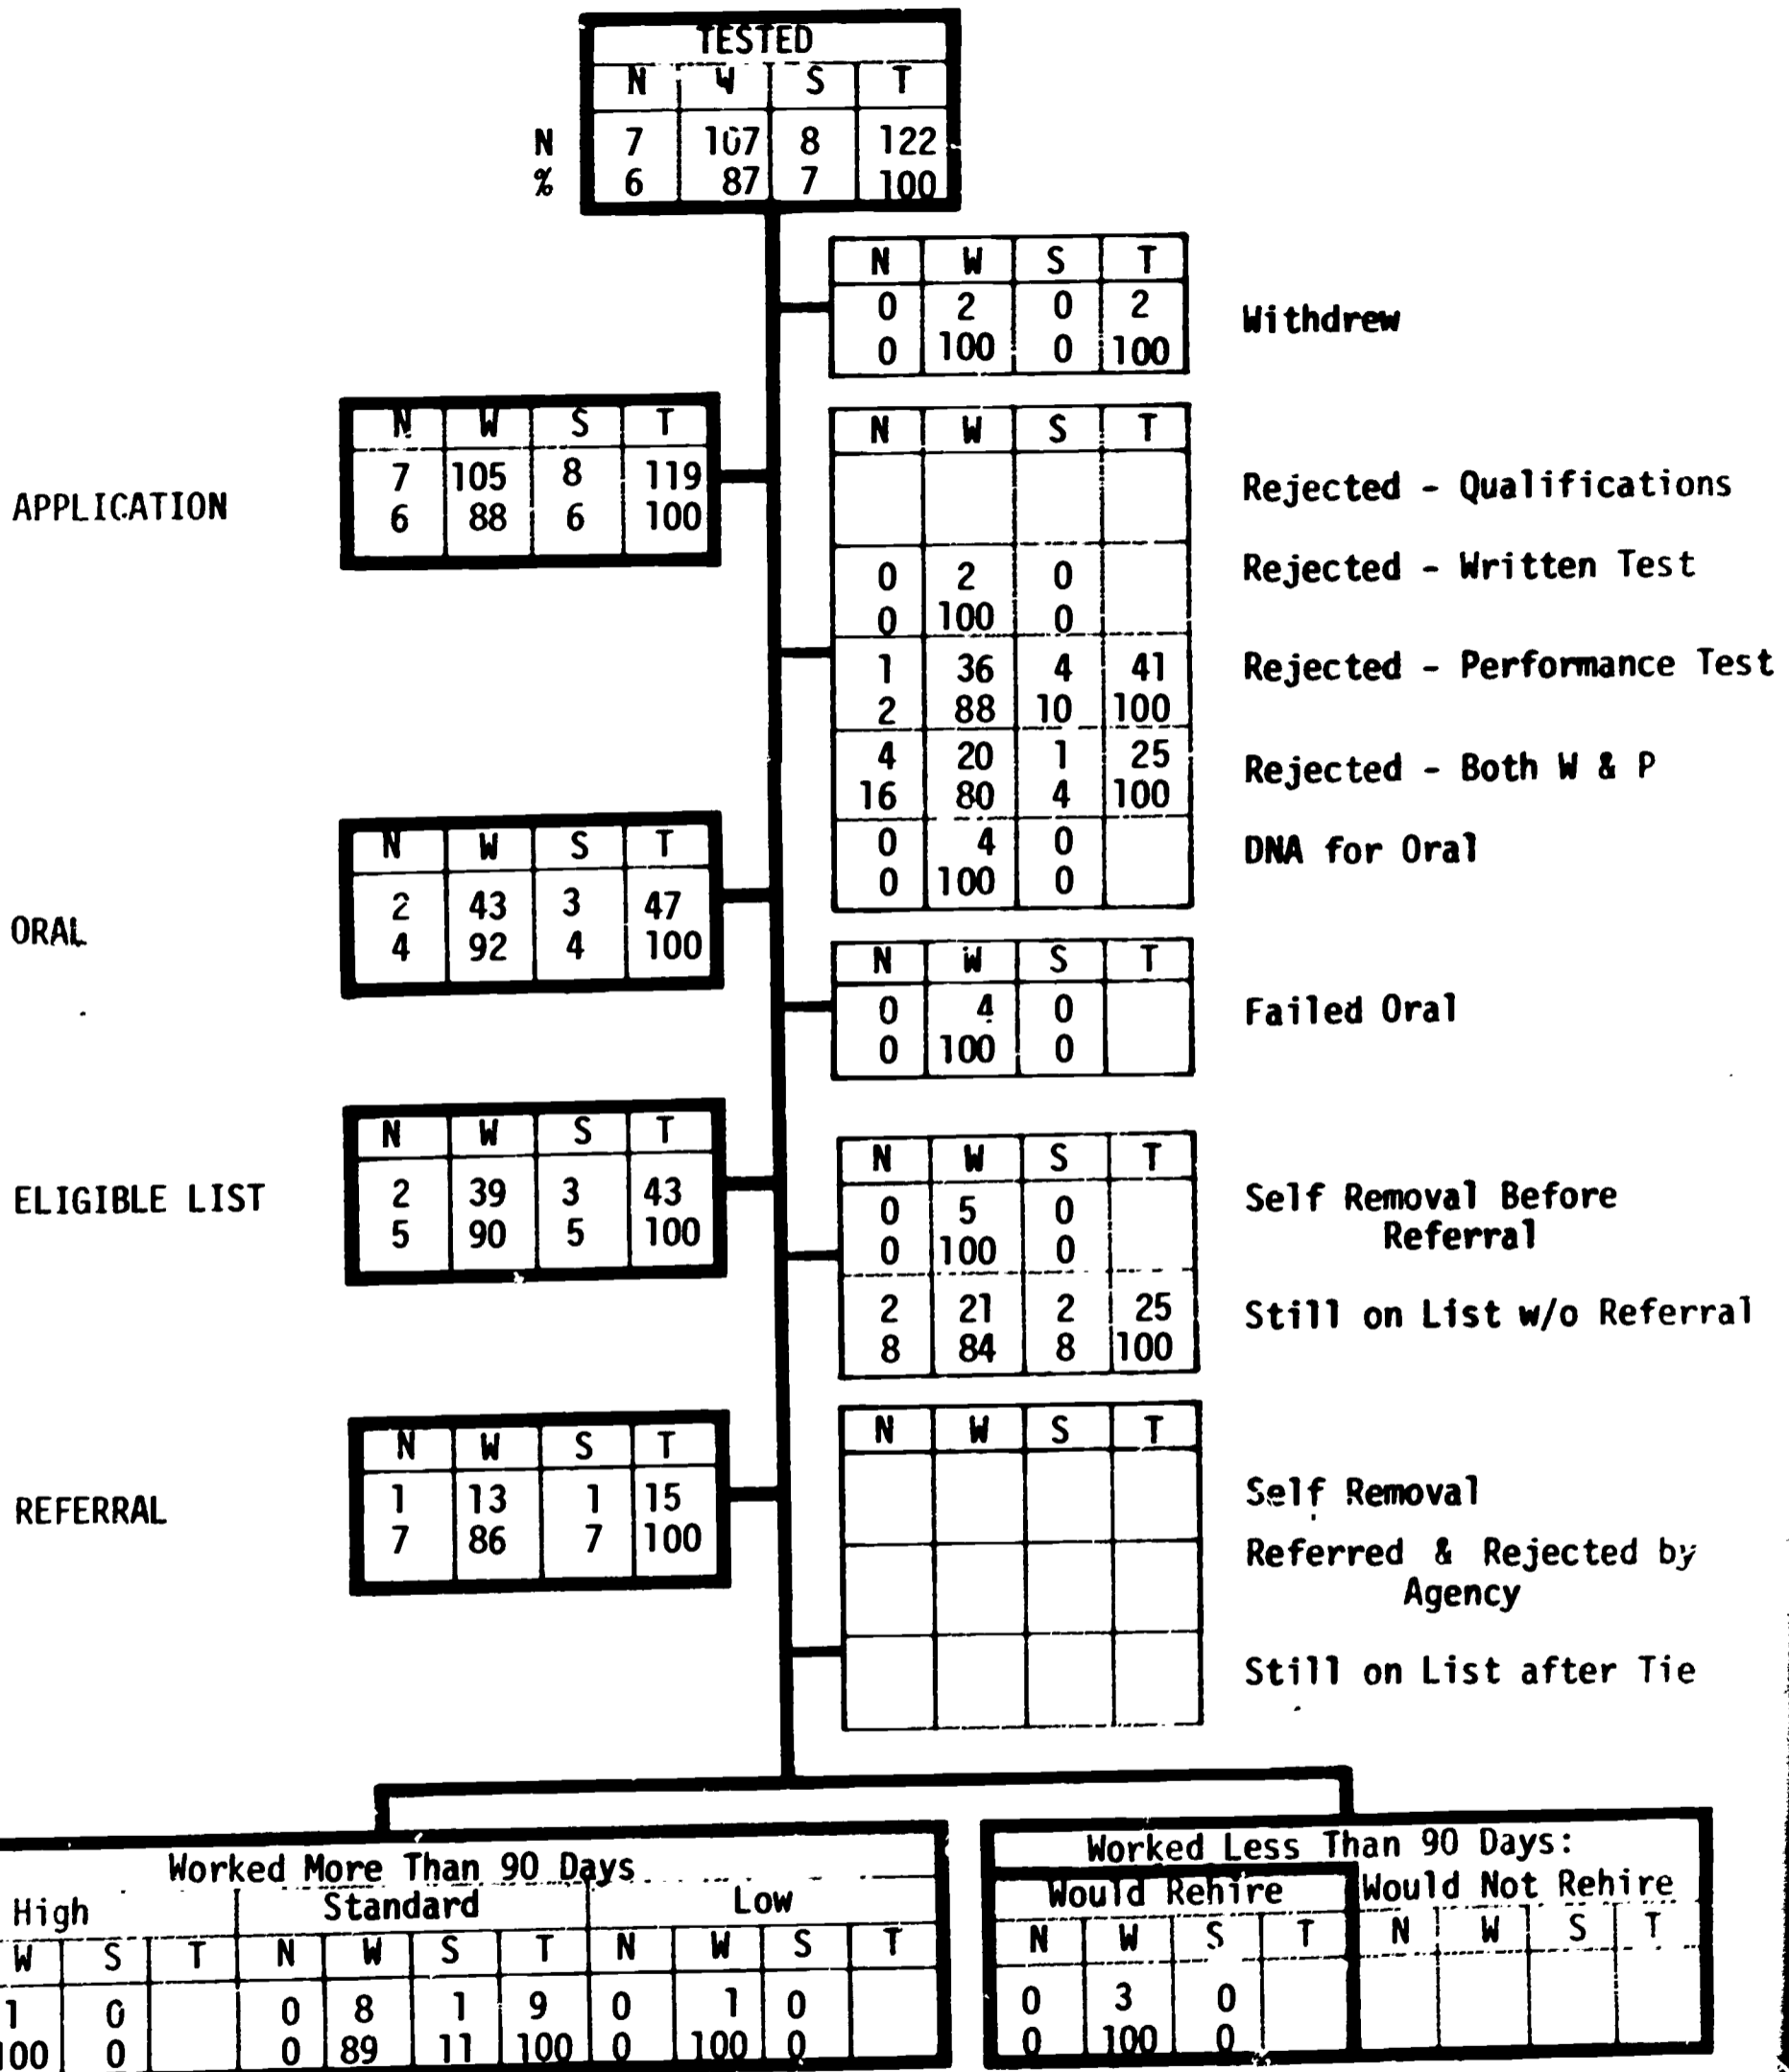 TESTED
N W S T
N 7 107 8 122
% 6 87 7 100
N W S T
0 2 0 2
0 100 0 100
Withdrew
APPLICATION
N W S T
7 105 8 119
6 88 6 100
N W S T
Rejected - Qualifications
0 2 0
0 100 0
Rejected - Written Test
1 36 4 41
2 88 10 100
Rejected - Performance Test
4 20 1 25
16 80 4 100
Rejected - Both W & P
0 4 0
0 100 0
DNA for Oral
ORAL
N W S T
2 43 3 47
4 92 4 100
N W S T
0 4 0
0 100 0
Failed Oral
ELIGIBLE LIST
N W S T
2 39 3 43
5 90 5 100
N W S T
0 5 0
0 100 0
Self Removal Before
Referral
2 21 2 25
8 84 8 100
Still on List w/o Referral
REFERRAL
N W S T
1 13 1 15
7 86 7 100
N W S T
Self Removal
Referred & Rejected by
Agency
Still on List after Tie
Worked More Than 90 Days
High Standard Low
W S T N W S T N W S T
1 0 0 8 1 9 0 1 0
100 0 0 89 11 100 0 100 0
Worked Less Than 90 Days:
Would Rehire Would Not Rehire
N W S T N W S T
0 3 0
0 100 0